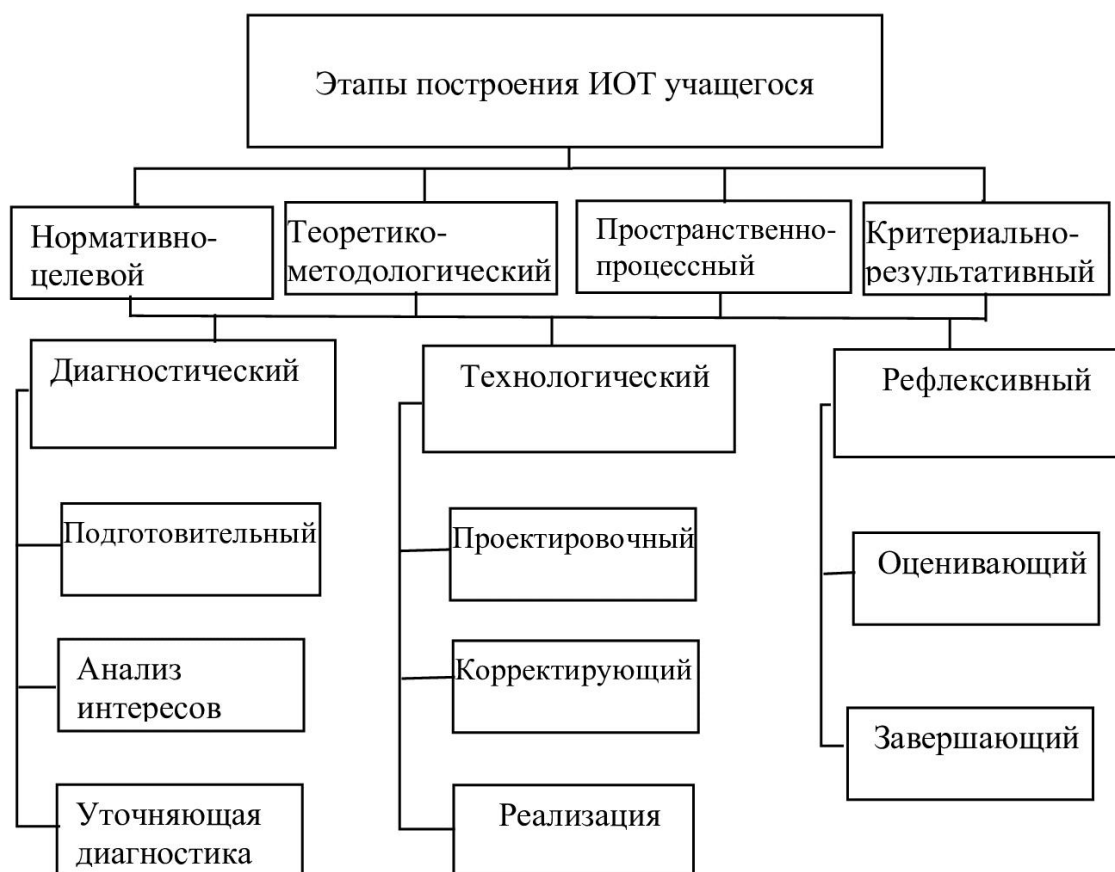 Этапы построения ИОТ учащегося
Нормативно-
целевой
Теоретико-
методологический
Пространственно-
процессный
Критериально-
результативный
Диагностический
Технологический
Рефлексивный
Подготовительный
Проектировочный
Оценивающий
Анализ
интересов
Корректирующий
Завершающий
Уточняющая
диагностика
Реализация